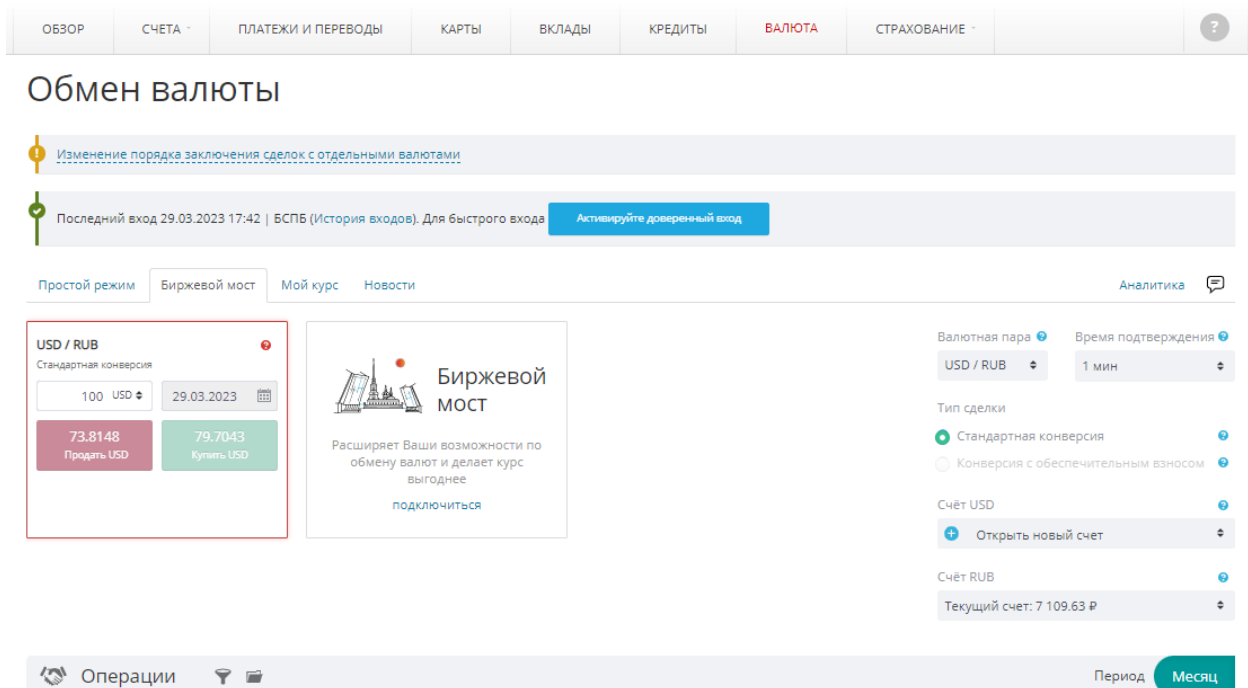 ОБЗОР СЧЕТА ПЛАТЕЖИ И ПЕРЕВОДЫ КАРТЫ ВКЛАДЫ КРЕДИТЫ ВАЛЮТА СТРАХОВАНИЕ ?
Обмен валюты
Изменение порядка заключения сделок с отдельными валютами
Последний вход 29.03.2023 17:42 | БСПБ (История входов). Для быстрого входа Активируйте доверенный вход
Простой режим Биржевой мост Мой курс Новости Аналитика
USD / RUB
Стандартная конверсия
100 USD 29.03.2023
73.8148 79.7043
Продать USD Купить USD
Биржевой
мост
Расширяет Ваши возможности по
обмену валют и делает курс
выгоднее
подключиться
Валютная пара Время подтверждения
USD / RUB 1 мин
Тип сделки
Стандартная конверсия
Конверсия с обеспечительным взносом
Счёт USD
Открыть новый счет
Счёт RUB
Текущий счет: 7 109.63 ₽
Операции Период Месяц